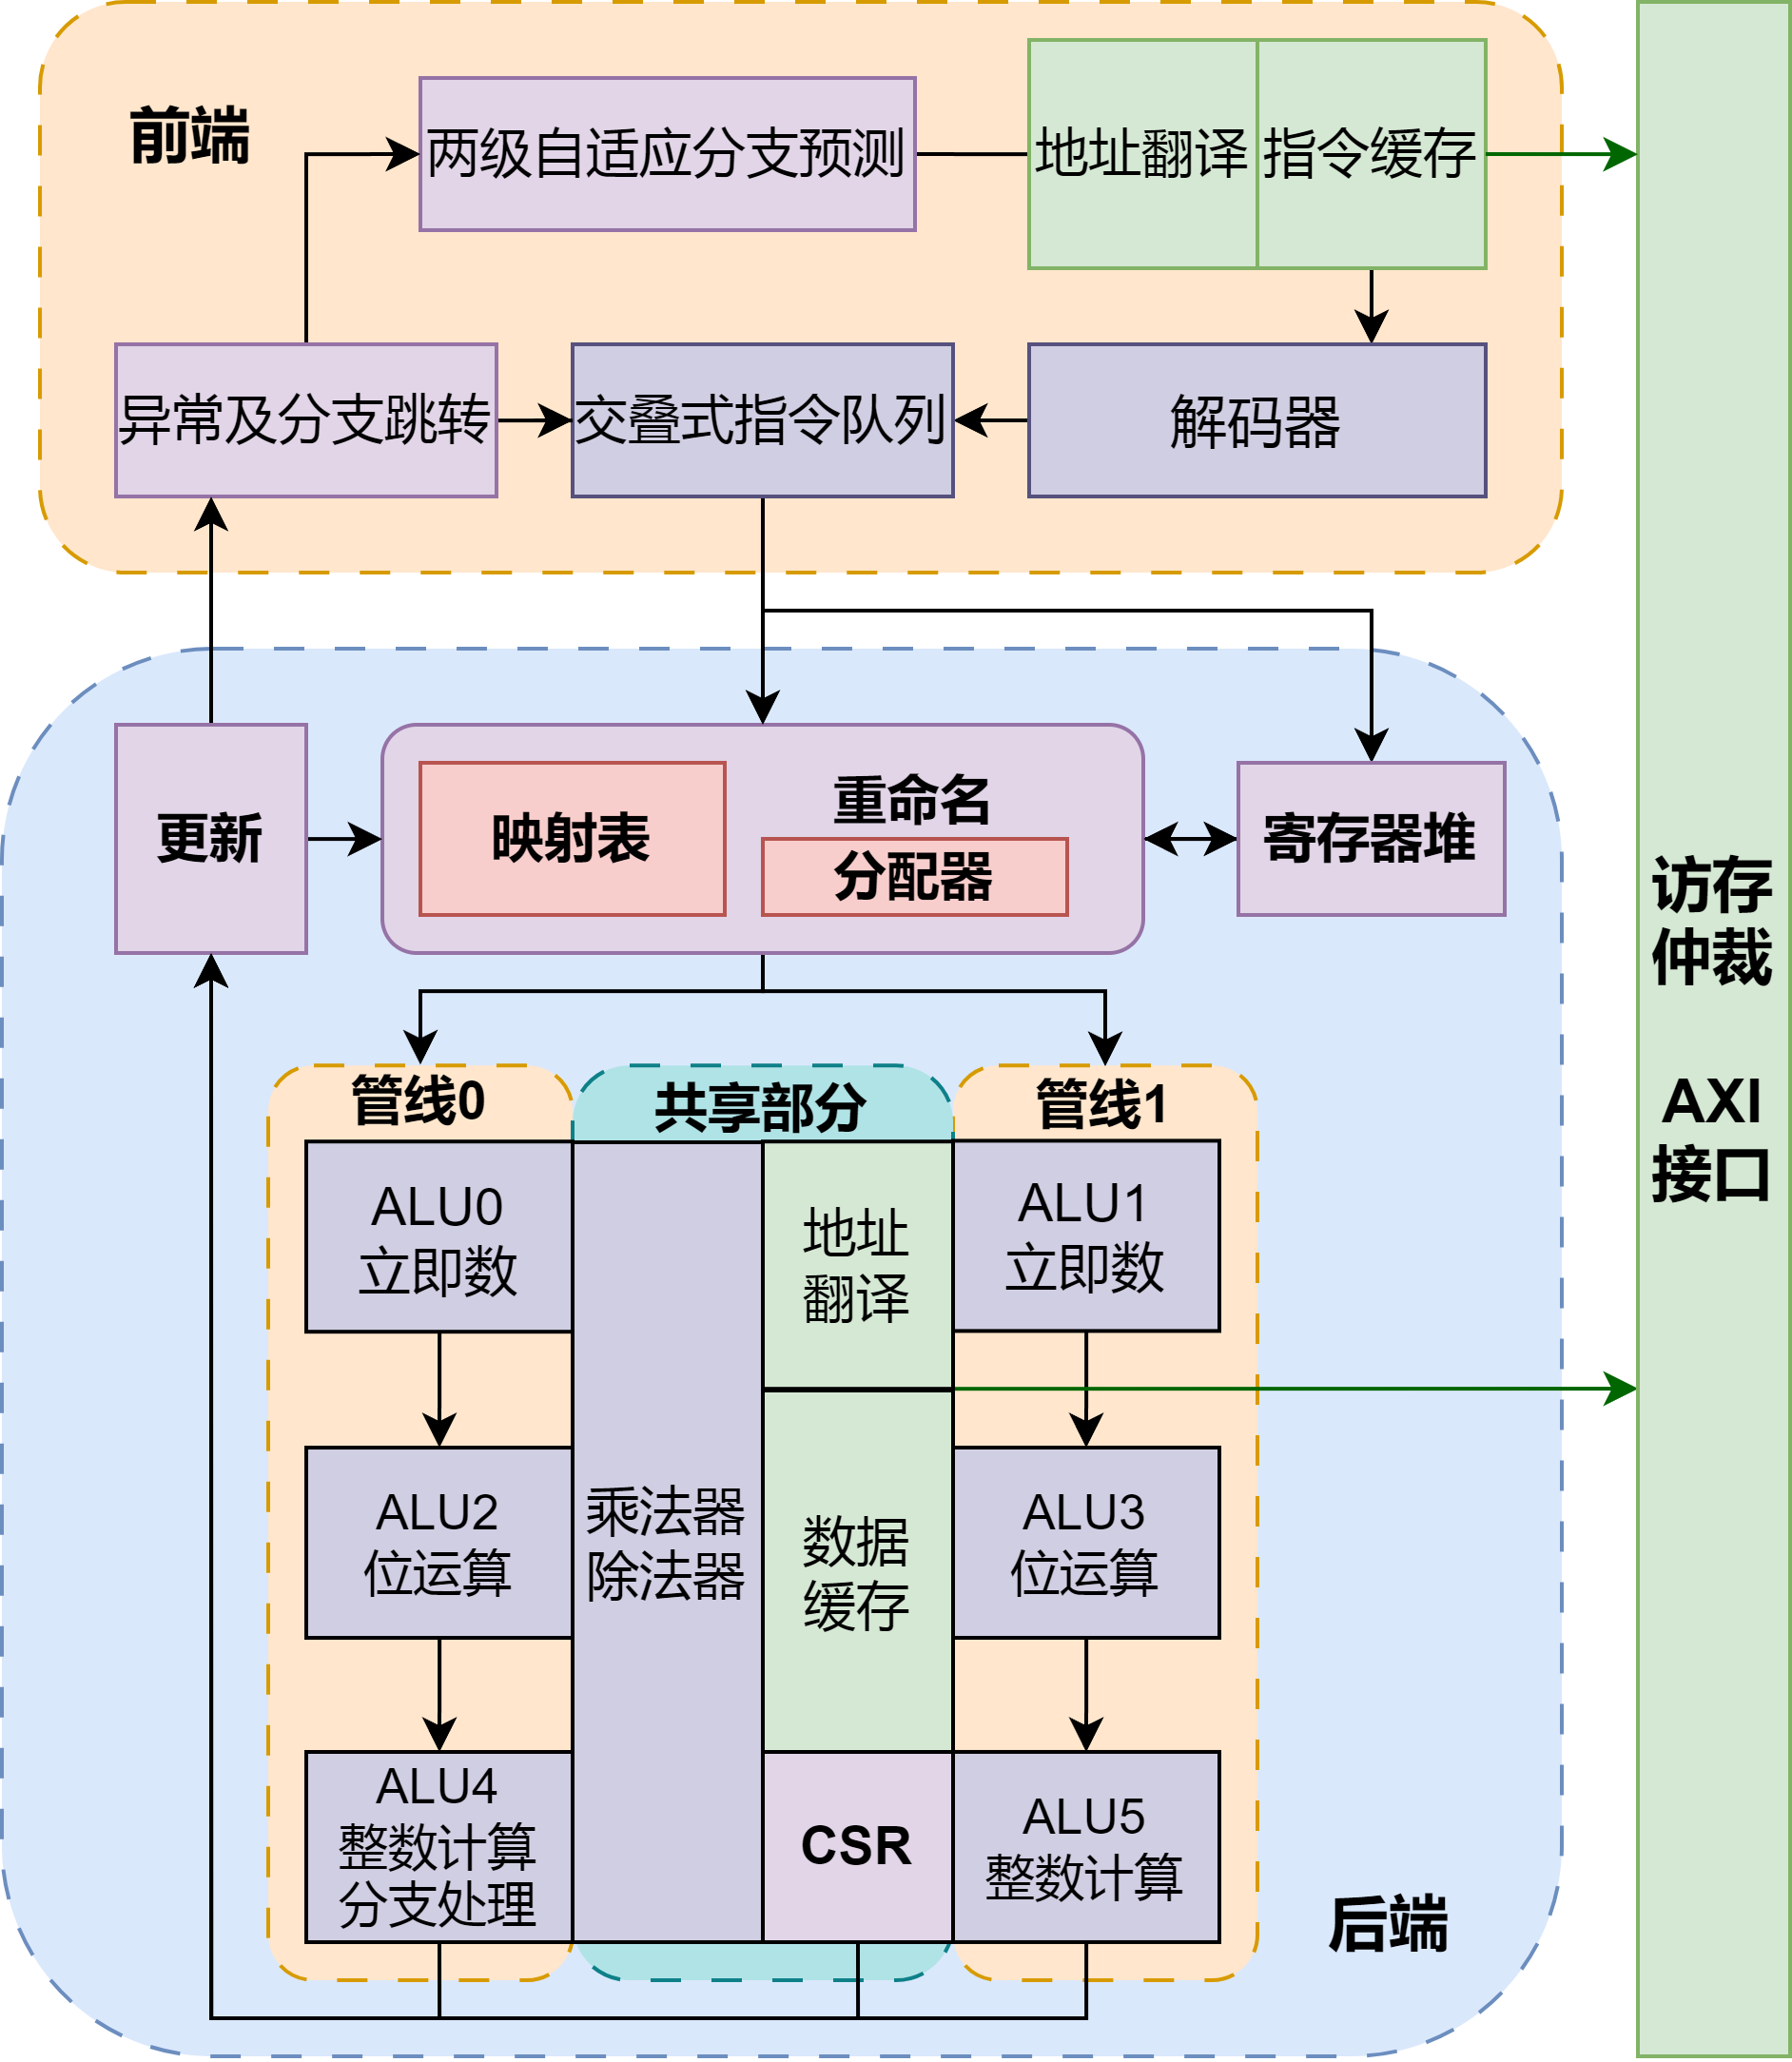 前端
两级自适应分支预测
地址翻译
指令缓存
异常及分支跳转
交叠式指令队列
解码器
更新
映射表
重命名
分配器
寄存器堆
访存
仲裁
AXI
接口
管线0
共享部分
管线1
ALU0
立即数
地址
翻译
ALU1
立即数
ALU2
位运算
乘法器
除法器
数据
缓存
ALU3
位运算
ALU4
整数计算
分支处理
CSR
ALU5
整数计算
后端